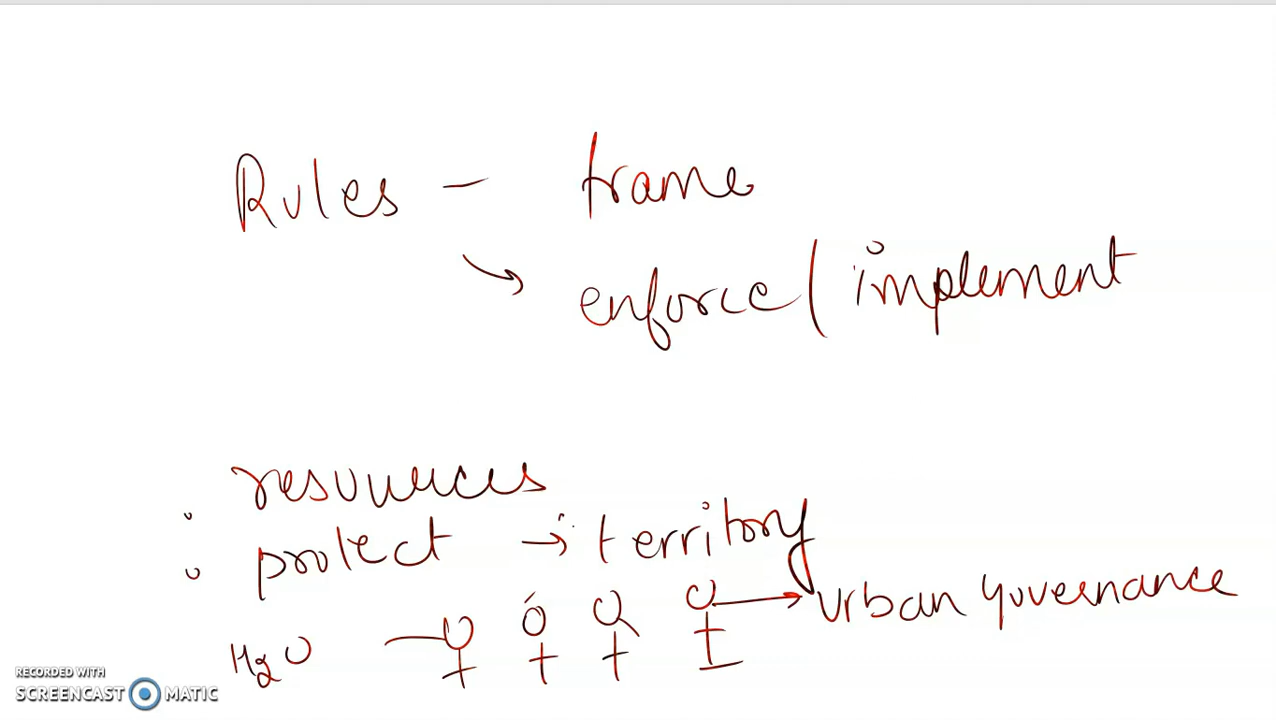 Rules - frame
→ enforce / implement
resources
protect → territory
urban governance
H2O
RECORDED WITH
SCREENCAST MATIC